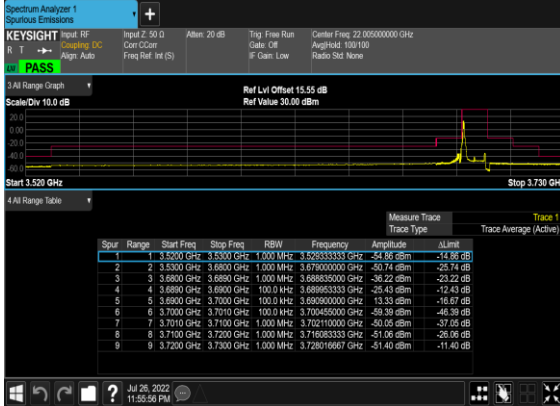 Spectrum Analyzer 1
Spurious Emissions
+
KEYSIGHT Input: RF Input Z: 50 Ω Atten: 20 dB Trig: Free Run Center Freq: 22.005000000 GHz
R T Coupling: DC Corr CCorr Gate: Off Avg|Hold: 100/100
Align: Auto Freq Ref: Int (S) IF Gain: Low Radio Std: None
LXI PASS
3 All Range Graph
Ref Lvl Offset 15.55 dB
Scale/Div 10.0 dB Ref Value 30.00 dBm
20.0
0.00
-20.0
-40.0
-60.0
Start 3.520 GHz Stop 3.730 GH
4 All Range Table
Measure Trace Trace 1
Trace Type Trace Average (Active)
Spur Range Start Freq Stop Freq RBW Frequency Amplitude ΔLimit
1 1 3.5200 GHz 3.5300 GHz 1.000 MHz 3.529333333 GHz -54.86 dBm -14.86 dB
2 2 3.5300 GHz 3.6800 GHz 1.000 MHz 3.679000000 GHz -50.74 dBm -25.74 dB
3 3 3.6800 GHz 3.6890 GHz 1.000 MHz 3.688835000 GHz -36.22 dBm -23.22 dB
4 4 3.6890 GHz 3.6900 GHz 100.0 kHz 3.689953333 GHz -25.43 dBm -12.43 dB
5 5 3.6900 GHz 3.7000 GHz 100.0 kHz 3.690900000 GHz 13.33 dBm -16.67 dB
6 6 3.7000 GHz 3.7010 GHz 100.0 kHz 3.700455000 GHz -59.39 dBm -46.39 dB
7 7 3.7010 GHz 3.7100 GHz 1.000 MHz 3.702110000 GHz -50.05 dBm -37.05 dB
8 8 3.7100 GHz 3.7200 GHz 1.000 MHz 3.716083333 GHz -51.06 dBm -26.06 dB
9 9 3.7200 GHz 3.7300 GHz 1.000 MHz 3.728016667 GHz -51.40 dBm -11.40 dB
? Jul 26, 2022
11:55:56 PM